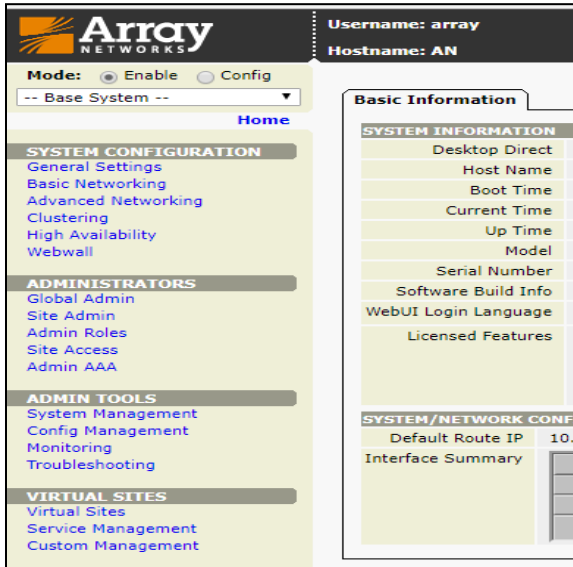 Array
NETWORKS
Username: array
Hostname: AN
Mode: Enable Config
-- Base System --
Home
SYSTEM CONFIGURATION
General Settings
Basic Networking
Advanced Networking
Clustering
High Availability
Webwall
ADMINISTRATORS
Global Admin
Site Admin
Admin Roles
Site Access
Admin AAA
ADMIN TOOLS
System Management
Config Management
Monitoring
Troubleshooting
VIRTUAL SITES
Virtual Sites
Service Management
Custom Management
Basic Information
SYSTEM INFORMATION
Desktop Direct
Host Name
Boot Time
Current Time
Up Time
Model
Serial Number
Software Build Info
WebUI Login Language
Licensed Features
SYSTEM/NETWORK CONF
Default Route IP 10.
Interface Summary